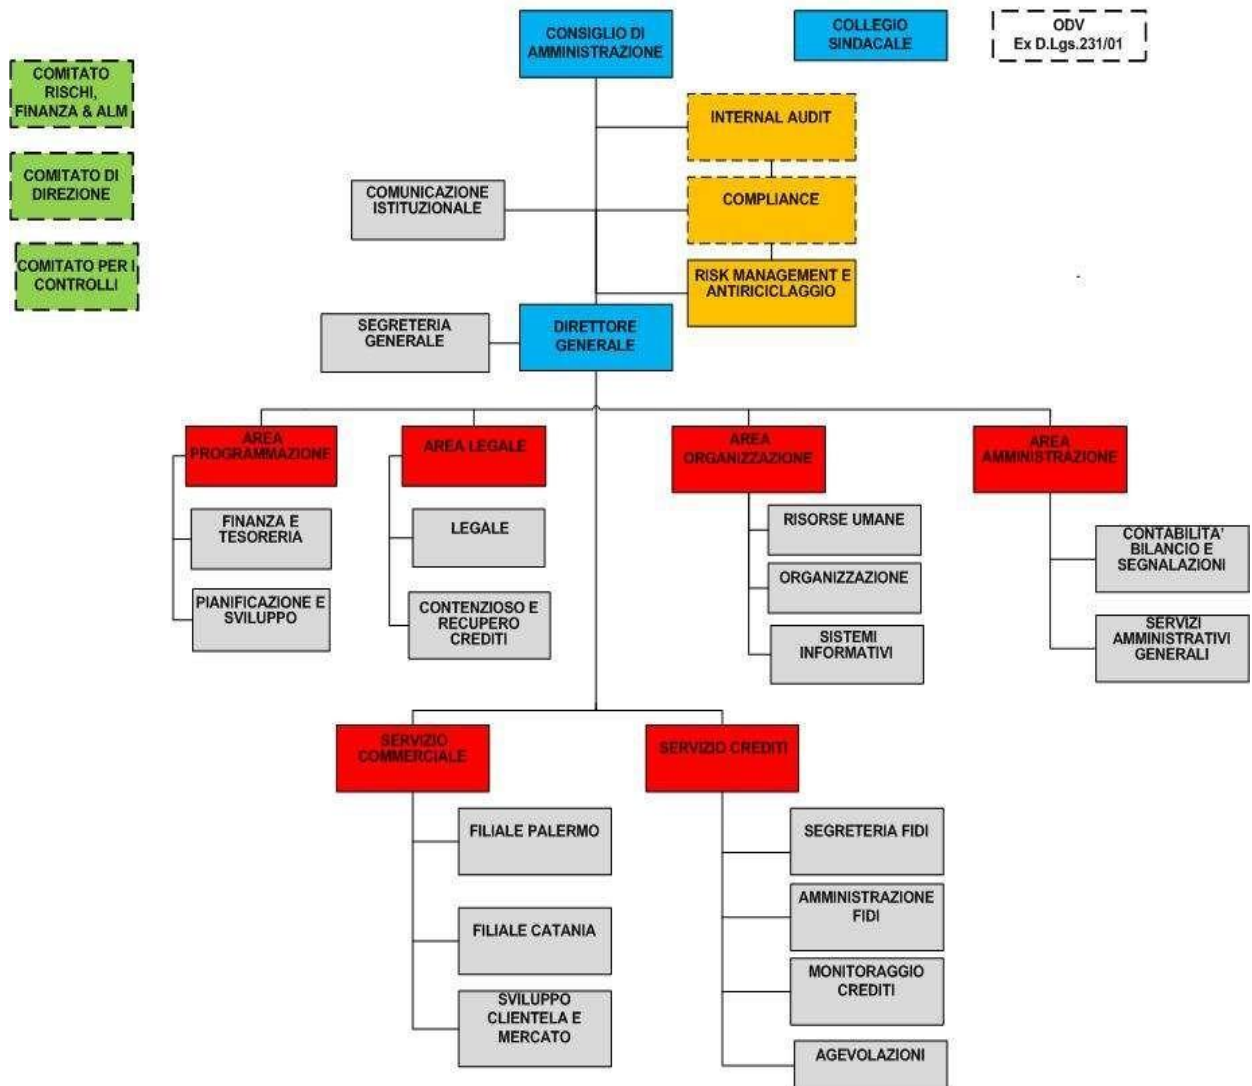 CONSIGLIO DI
AMMINISTRAZIONE
COLLEGIO
SINDACALE
ODV
Ex D.Lgs.231/01
COMITATO
RISCHI,
FINANZA & ALM
INTERNAL AUDIT
COMITATO DI
DIREZIONE
COMUNICAZIONE
ISTITUZIONALE
COMPLIANCE
COMITATO PER I
CONTROLLI
RISK MANAGEMENT E
ANTIRICICLAGGIO
SEGRETERIA
GENERALE
DIRETTORE
GENERALE
AREA
PROGRAMMAZIONE
AREA LEGALE
AREA
ORGANIZZAZIONE
AREA
AMMINISTRAZIONE
FINANZA E
TESORERIA
LEGALE
RISORSE UMANE
CONTABILITA'
BILANCIO E
SEGNALAZIONI
PIANIFICAZIONE E
SVILUPPO
CONTENZIOSO E
RECUPERO
CREDITI
ORGANIZZAZIONE
SISTEMI
INFORMATIVI
SERVIZI
AMMINISTRATIVI
GENERALI
SERVIZIO
COMMERCIALE
SERVIZIO CREDITI
FILIALE PALERMO
SEGRETERIA FIDI
FILIALE CATANIA
AMMINISTRAZIONE
FIDI
SVILUPPO
CLIENTELA E
MERCATO
MONITORAGGIO
CREDITI
AGEVOLAZIONI